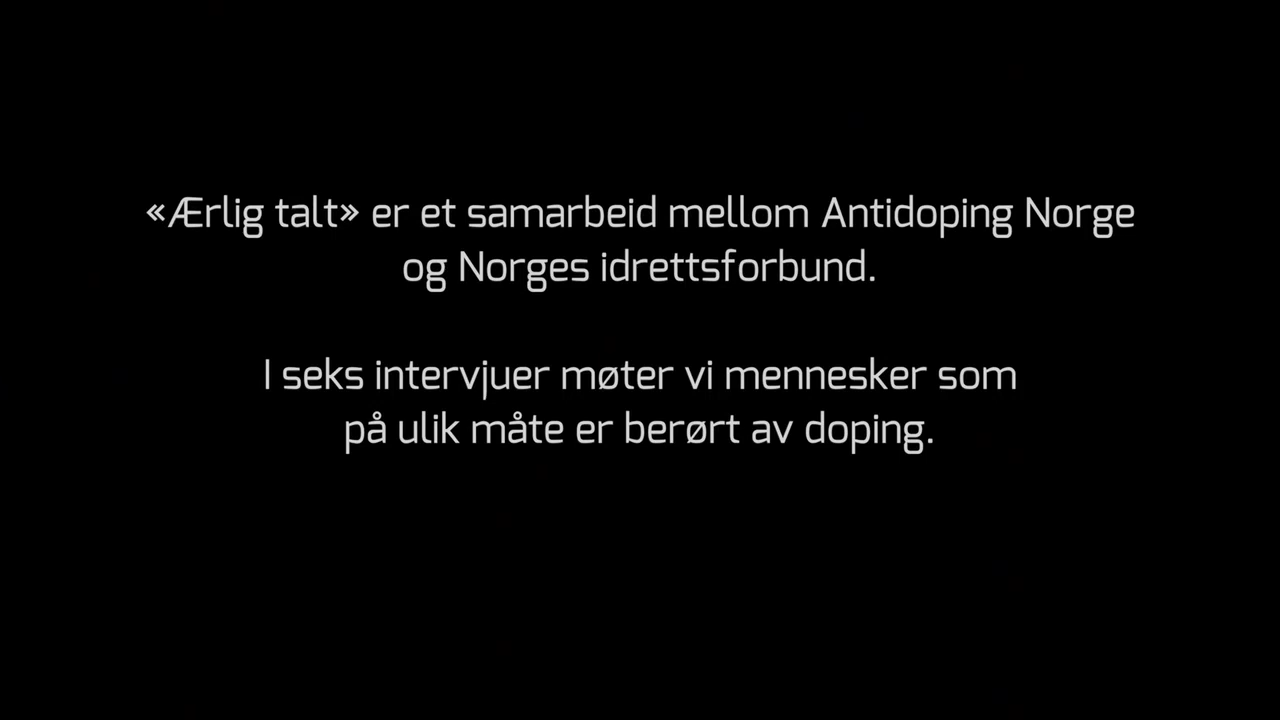 «Ærlig talt» er et samarbeid mellom Antidoping Norge
og Norges idrettsforbund.
I seks intervjuer møter vi mennesker som
på ulik måte er berørt av doping.